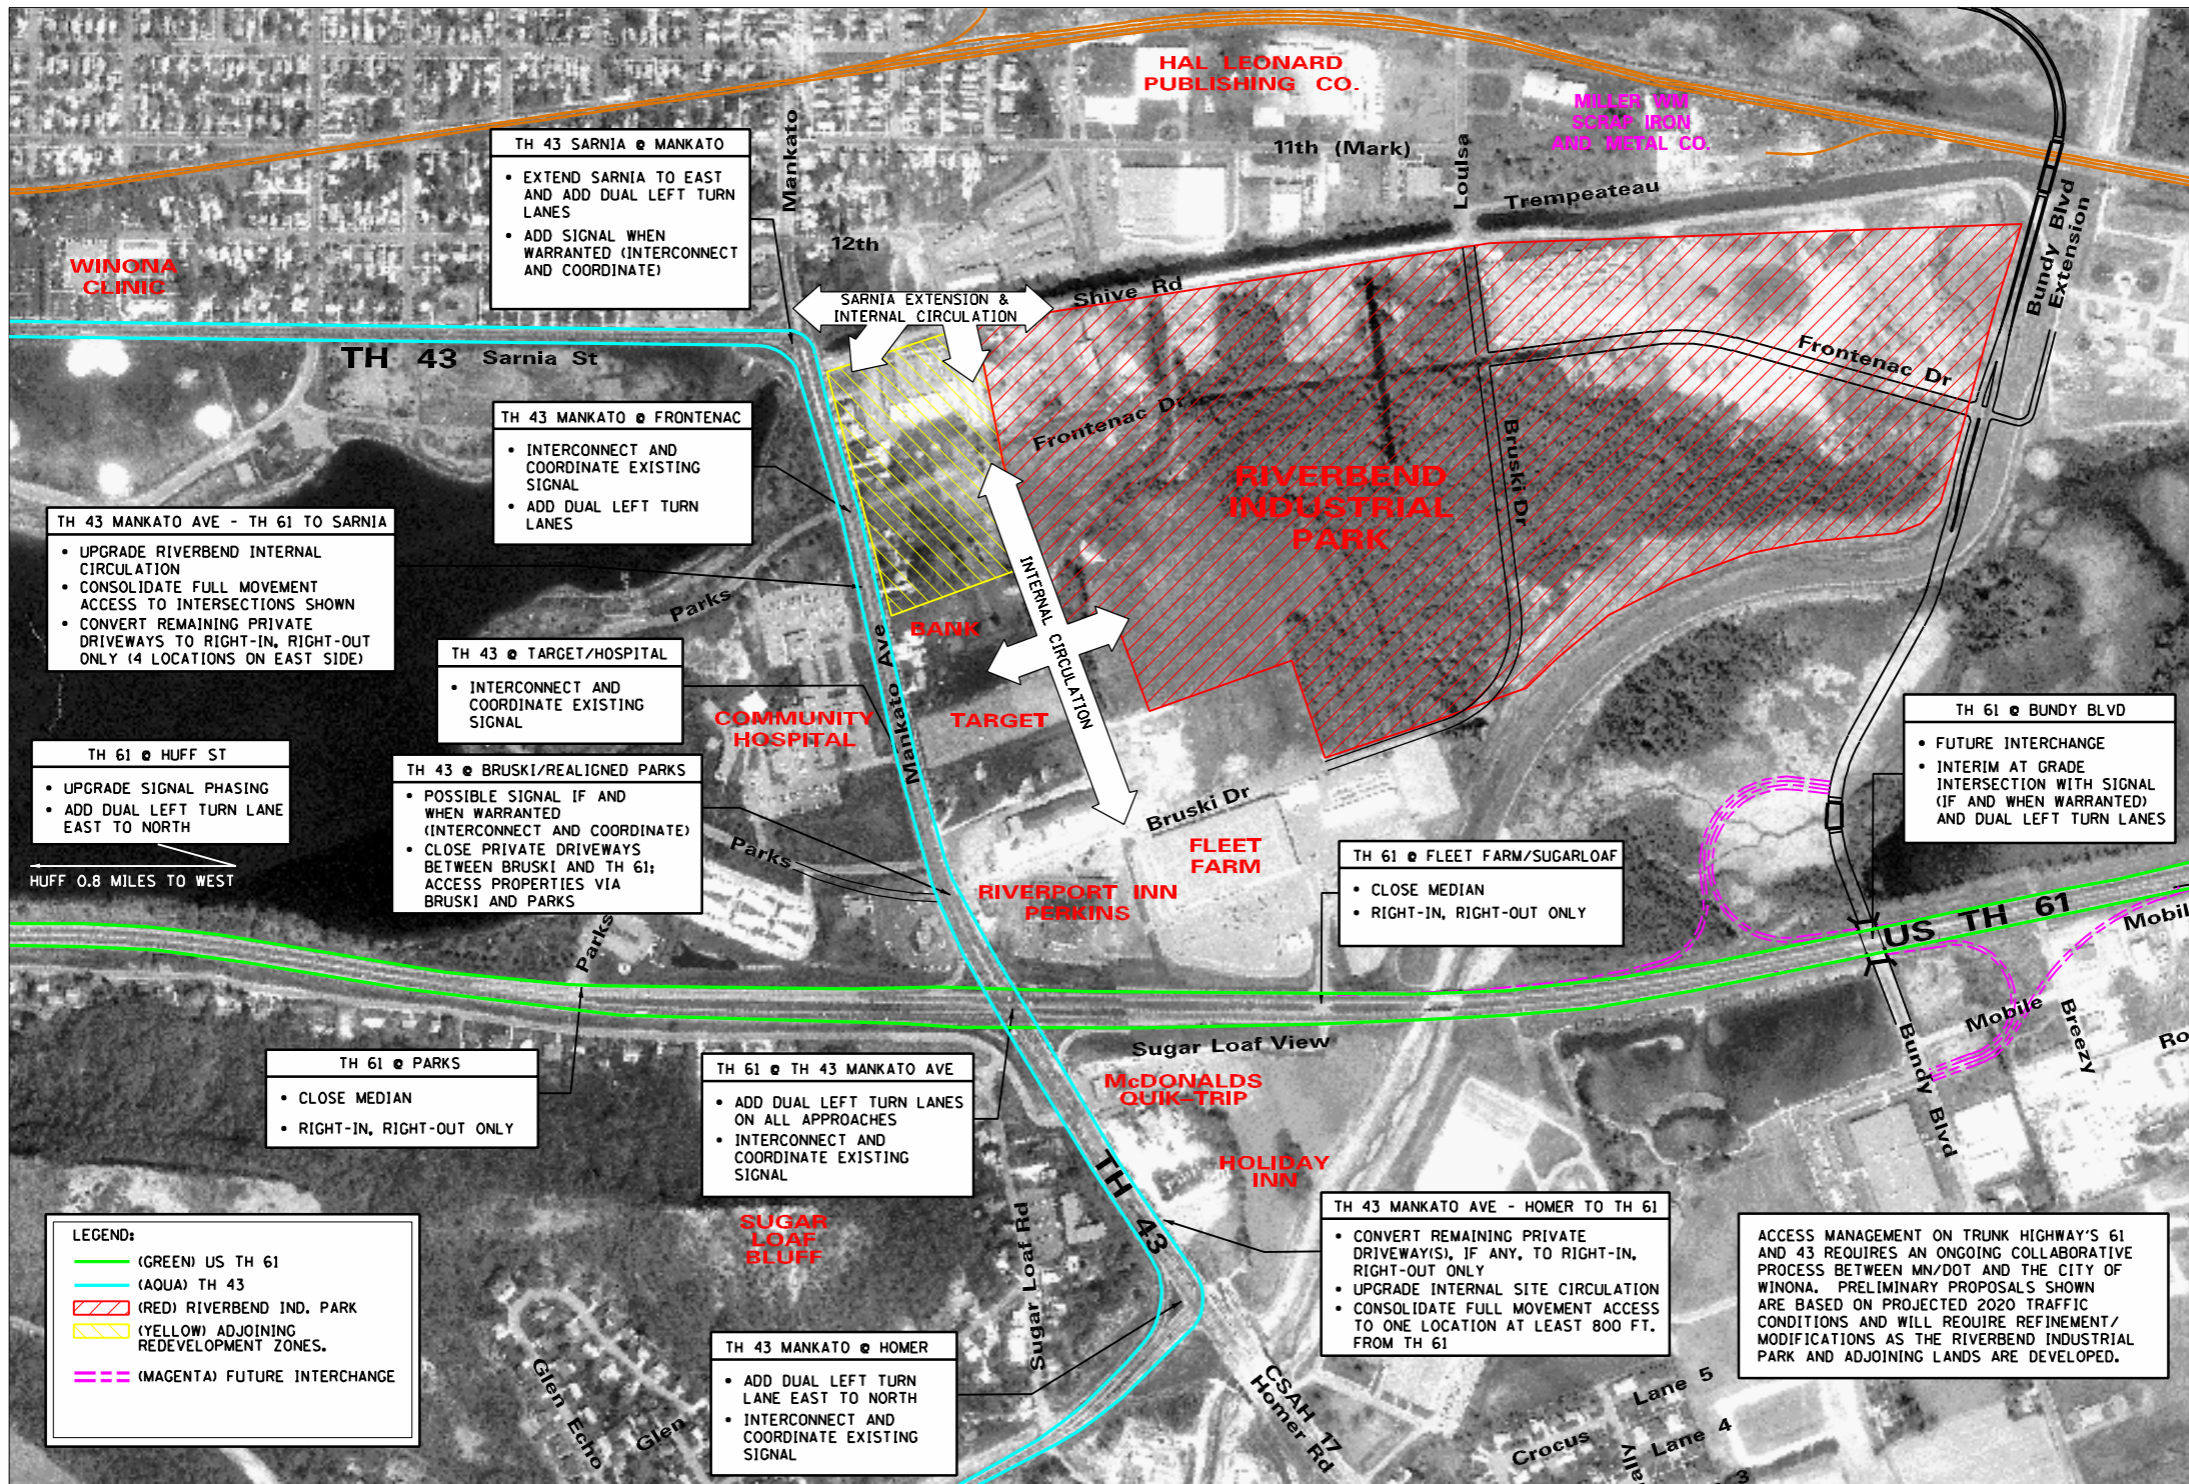 HAL LEONARD
PUBLISHING CO.
MILLER WM
SCRAP IRON
AND METAL CO.
Mankato
11th (Mark)
Louisa
Trempeateau
12th
Bundy Blvd
Extension
WINONA
CLINIC
TH 43 SARNIA @ MANKATO
• EXTEND SARNIA TO EAST
AND ADD DUAL LEFT TURN
LANES
• ADD SIGNAL WHEN
WARRANTED (INTERCONNECT
AND COORDINATE)
SARNIA EXTENSION &
INTERNAL CIRCULATION
Shive Rd
TH 43 Sarnia St
Frontenac Dr
Frontenac Dr
Bruski Dr
RIVERBEND
INDUSTRIAL
PARK
TH 43 MANKATO @ FRONTENAC
• INTERCONNECT AND
COORDINATE EXISTING
SIGNAL
• ADD DUAL LEFT TURN
LANES
TH 43 MANKATO AVE - TH 61 TO SARNIA
• UPGRADE RIVERBEND INTERNAL
CIRCULATION
• CONSOLIDATE FULL MOVEMENT
ACCESS TO INTERSECTIONS SHOWN
• CONVERT REMAINING PRIVATE
DRIVEWAYS TO RIGHT-IN, RIGHT-OUT
ONLY (4 LOCATIONS ON EAST SIDE)
Parks
BANK
INTERNAL CIRCULATION
Mankato Ave
TH 43 @ TARGET/HOSPITAL
• INTERCONNECT AND
COORDINATE EXISTING
SIGNAL
COMMUNITY
HOSPITAL
TARGET
TH 61 @ HUFF ST
• UPGRADE SIGNAL PHASING
• ADD DUAL LEFT TURN LANE
EAST TO NORTH
HUFF 0.8 MILES TO WEST
TH 43 @ BRUSKI/REALIGNED PARKS
• POSSIBLE SIGNAL IF AND
WHEN WARRANTED
(INTERCONNECT AND COORDINATE)
• CLOSE PRIVATE DRIVEWAYS
BETWEEN BRUSKI AND TH 61;
ACCESS PROPERTIES VIA
BRUSKI AND PARKS
Parks
Parks
Bruski Dr
FLEET
FARM
RIVERPORT INN
PERKINS
TH 61 @ FLEET FARM/SUGARLOAF
• CLOSE MEDIAN
• RIGHT-IN, RIGHT-OUT ONLY
TH 61 @ BUNDY BLVD
• FUTURE INTERCHANGE
• INTERIM AT GRADE
INTERSECTION WITH SIGNAL
(IF AND WHEN WARRANTED)
AND DUAL LEFT TURN LANES
US TH 61
Mobil
Mobile
Breezy
Ro
Bundy Blvd
TH 61 @ PARKS
• CLOSE MEDIAN
• RIGHT-IN, RIGHT-OUT ONLY
TH 61 @ TH 43 MANKATO AVE
• ADD DUAL LEFT TURN LANES
ON ALL APPROACHES
• INTERCONNECT AND
COORDINATE EXISTING
SIGNAL
Sugar Loaf View
McDONALDS
QUIK-TRIP
HOLIDAY
INN
TH 43
Sugar Loaf Rd
SUGAR
LOAF
BLUFF
LEGEND:
(GREEN) US TH 61
(AQUA) TH 43
(RED) RIVERBEND IND. PARK
(YELLOW) ADJOINING
REDEVELOPMENT ZONES.
(MAGENTA) FUTURE INTERCHANGE
Glen Echo
Glen
TH 43 MANKATO @ HOMER
• ADD DUAL LEFT TURN
LANE EAST TO NORTH
• INTERCONNECT AND
COORDINATE EXISTING
SIGNAL
TH 43 MANKATO AVE - HOMER TO TH 61
• CONVERT REMAINING PRIVATE
DRIVEWAY(S), IF ANY, TO RIGHT-IN,
RIGHT-OUT ONLY
• UPGRADE INTERNAL SITE CIRCULATION
• CONSOLIDATE FULL MOVEMENT ACCESS
TO ONE LOCATION AT LEAST 800 FT.
FROM TH 61
CSAH 17
Homer Rd
Crocus
Lane 5
Lane 4
ally
3
ACCESS MANAGEMENT ON TRUNK HIGHWAY'S 61
AND 43 REQUIRES AN ONGOING COLLABORATIVE
PROCESS BETWEEN MN/DOT AND THE CITY OF
WINONA. PRELIMINARY PROPOSALS SHOWN
ARE BASED ON PROJECTED 2020 TRAFFIC
CONDITIONS AND WILL REQUIRE REFINEMENT/
MODIFICATIONS AS THE RIVERBEND INDUSTRIAL
PARK AND ADJOINING LANDS ARE DEVELOPED.